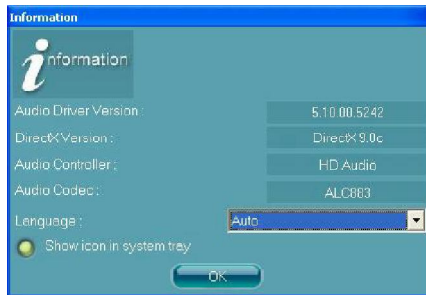 Information
information
Audio Driver Version : 5.10.00.5242
DirectX Version : DirectX 9.0c
Audio Controller : HD Audio
Audio Codec : ALC883
Language : Auto
Show icon in system tray
OK